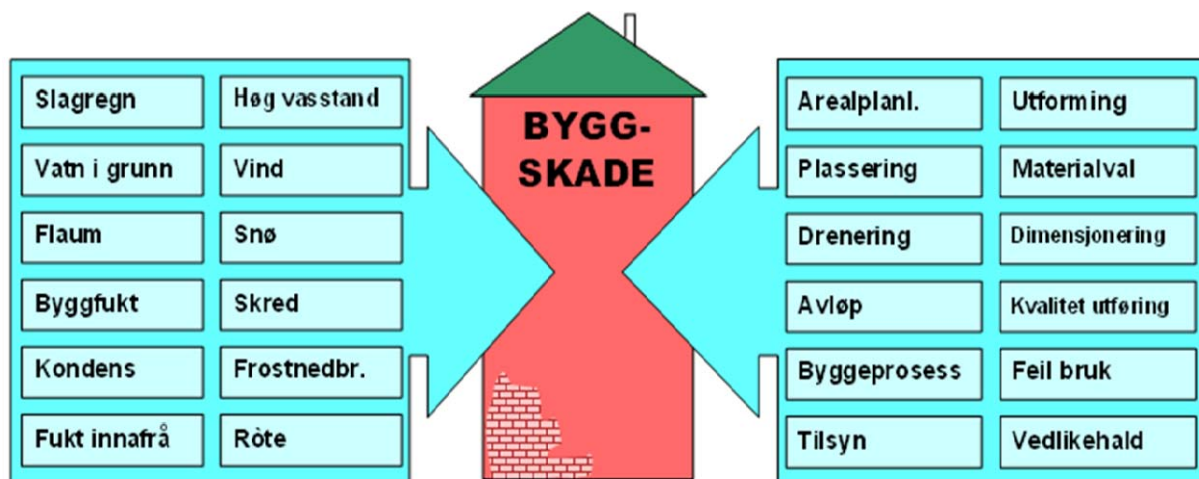 Slagregn
Høg vasstand
Vatn i grunn
Vind
Flaum
Snø
Byggfukt
Skred
Kondens
Frostnedbr.
Fukt innafrå
Ròte
BYGG-
SKADE
Arealplanl.
Utforming
Plassering
Materialval
Drenering
Dimensjonering
Avløp
Kvalitet utføring
Byggeprosess
Feil bruk
Tilsyn
Vedlikehald